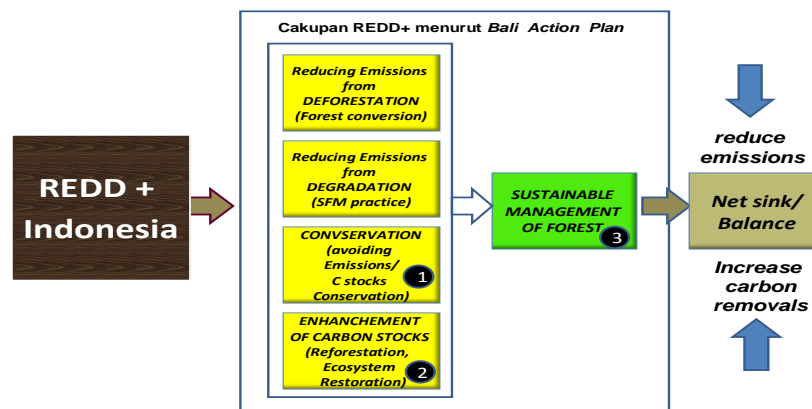 Cakupan REDD+ menurut Bali Action Plan
REDD +
Indonesia
Reducing Emissions
from
DEFORESTATION
(Forest conversion)
Reducing Emissions
from
DEGRADATION
(SFM practice)
CONVSERVATION
(avoiding
Emissions/
C stocks
Conservation)
1
ENHANCHEMENT
OF CARBON STOCKS
(Reforestation,
Ecosystem
Restoration)
2
SUSTAINABLE
MANAGEMENT
OF FOREST
3
reduce
emissions
Net sink/
Balance
Increase
carbon
removals